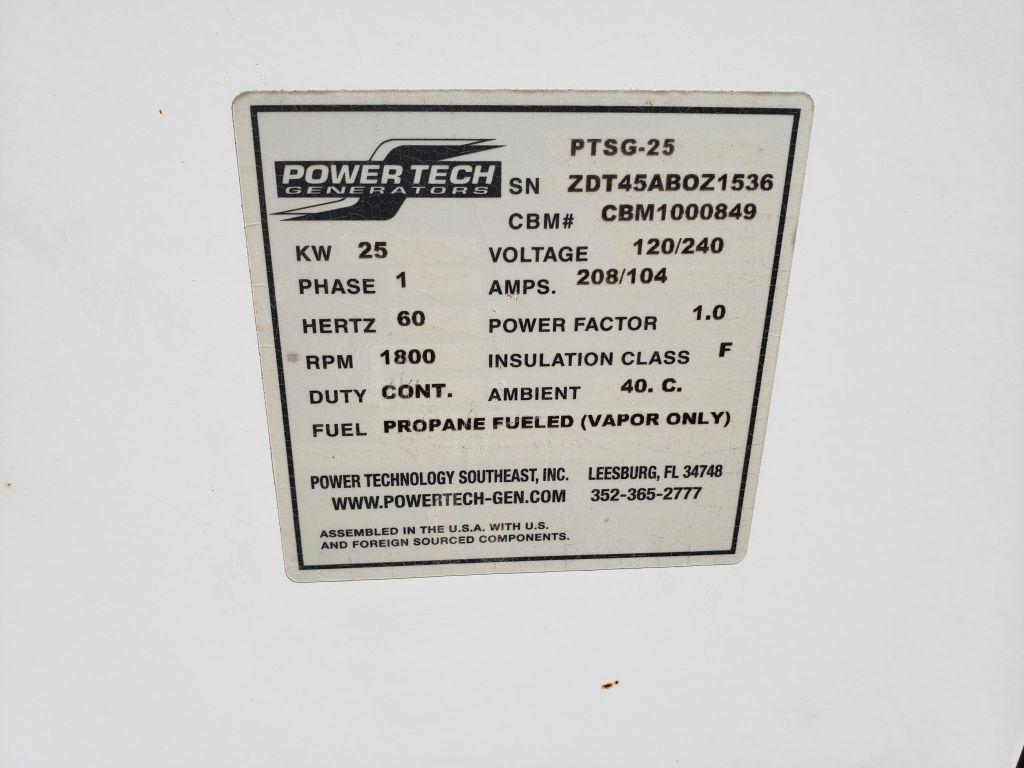 POWER TECH
GENERATORS
PTSG-25
SN ZDT45ABOZ1536
CBM# CBM1000849
KW 25 VOLTAGE 120/240
PHASE 1 AMPS. 208/104
HERTZ 60 POWER FACTOR 1.0
RPM 1800 INSULATION CLASS F
DUTY CONT. AMBIENT 40. C.
FUEL PROPANE FUELED (VAPOR ONLY)
POWER TECHNOLOGY SOUTHEAST, INC. LEESBURG, FL 34748
WWW.POWERTECH-GEN.COM 352-365-2777
ASSEMBLED IN THE U.S.A. WITH U.S.
AND FOREIGN SOURCED COMPONENTS.